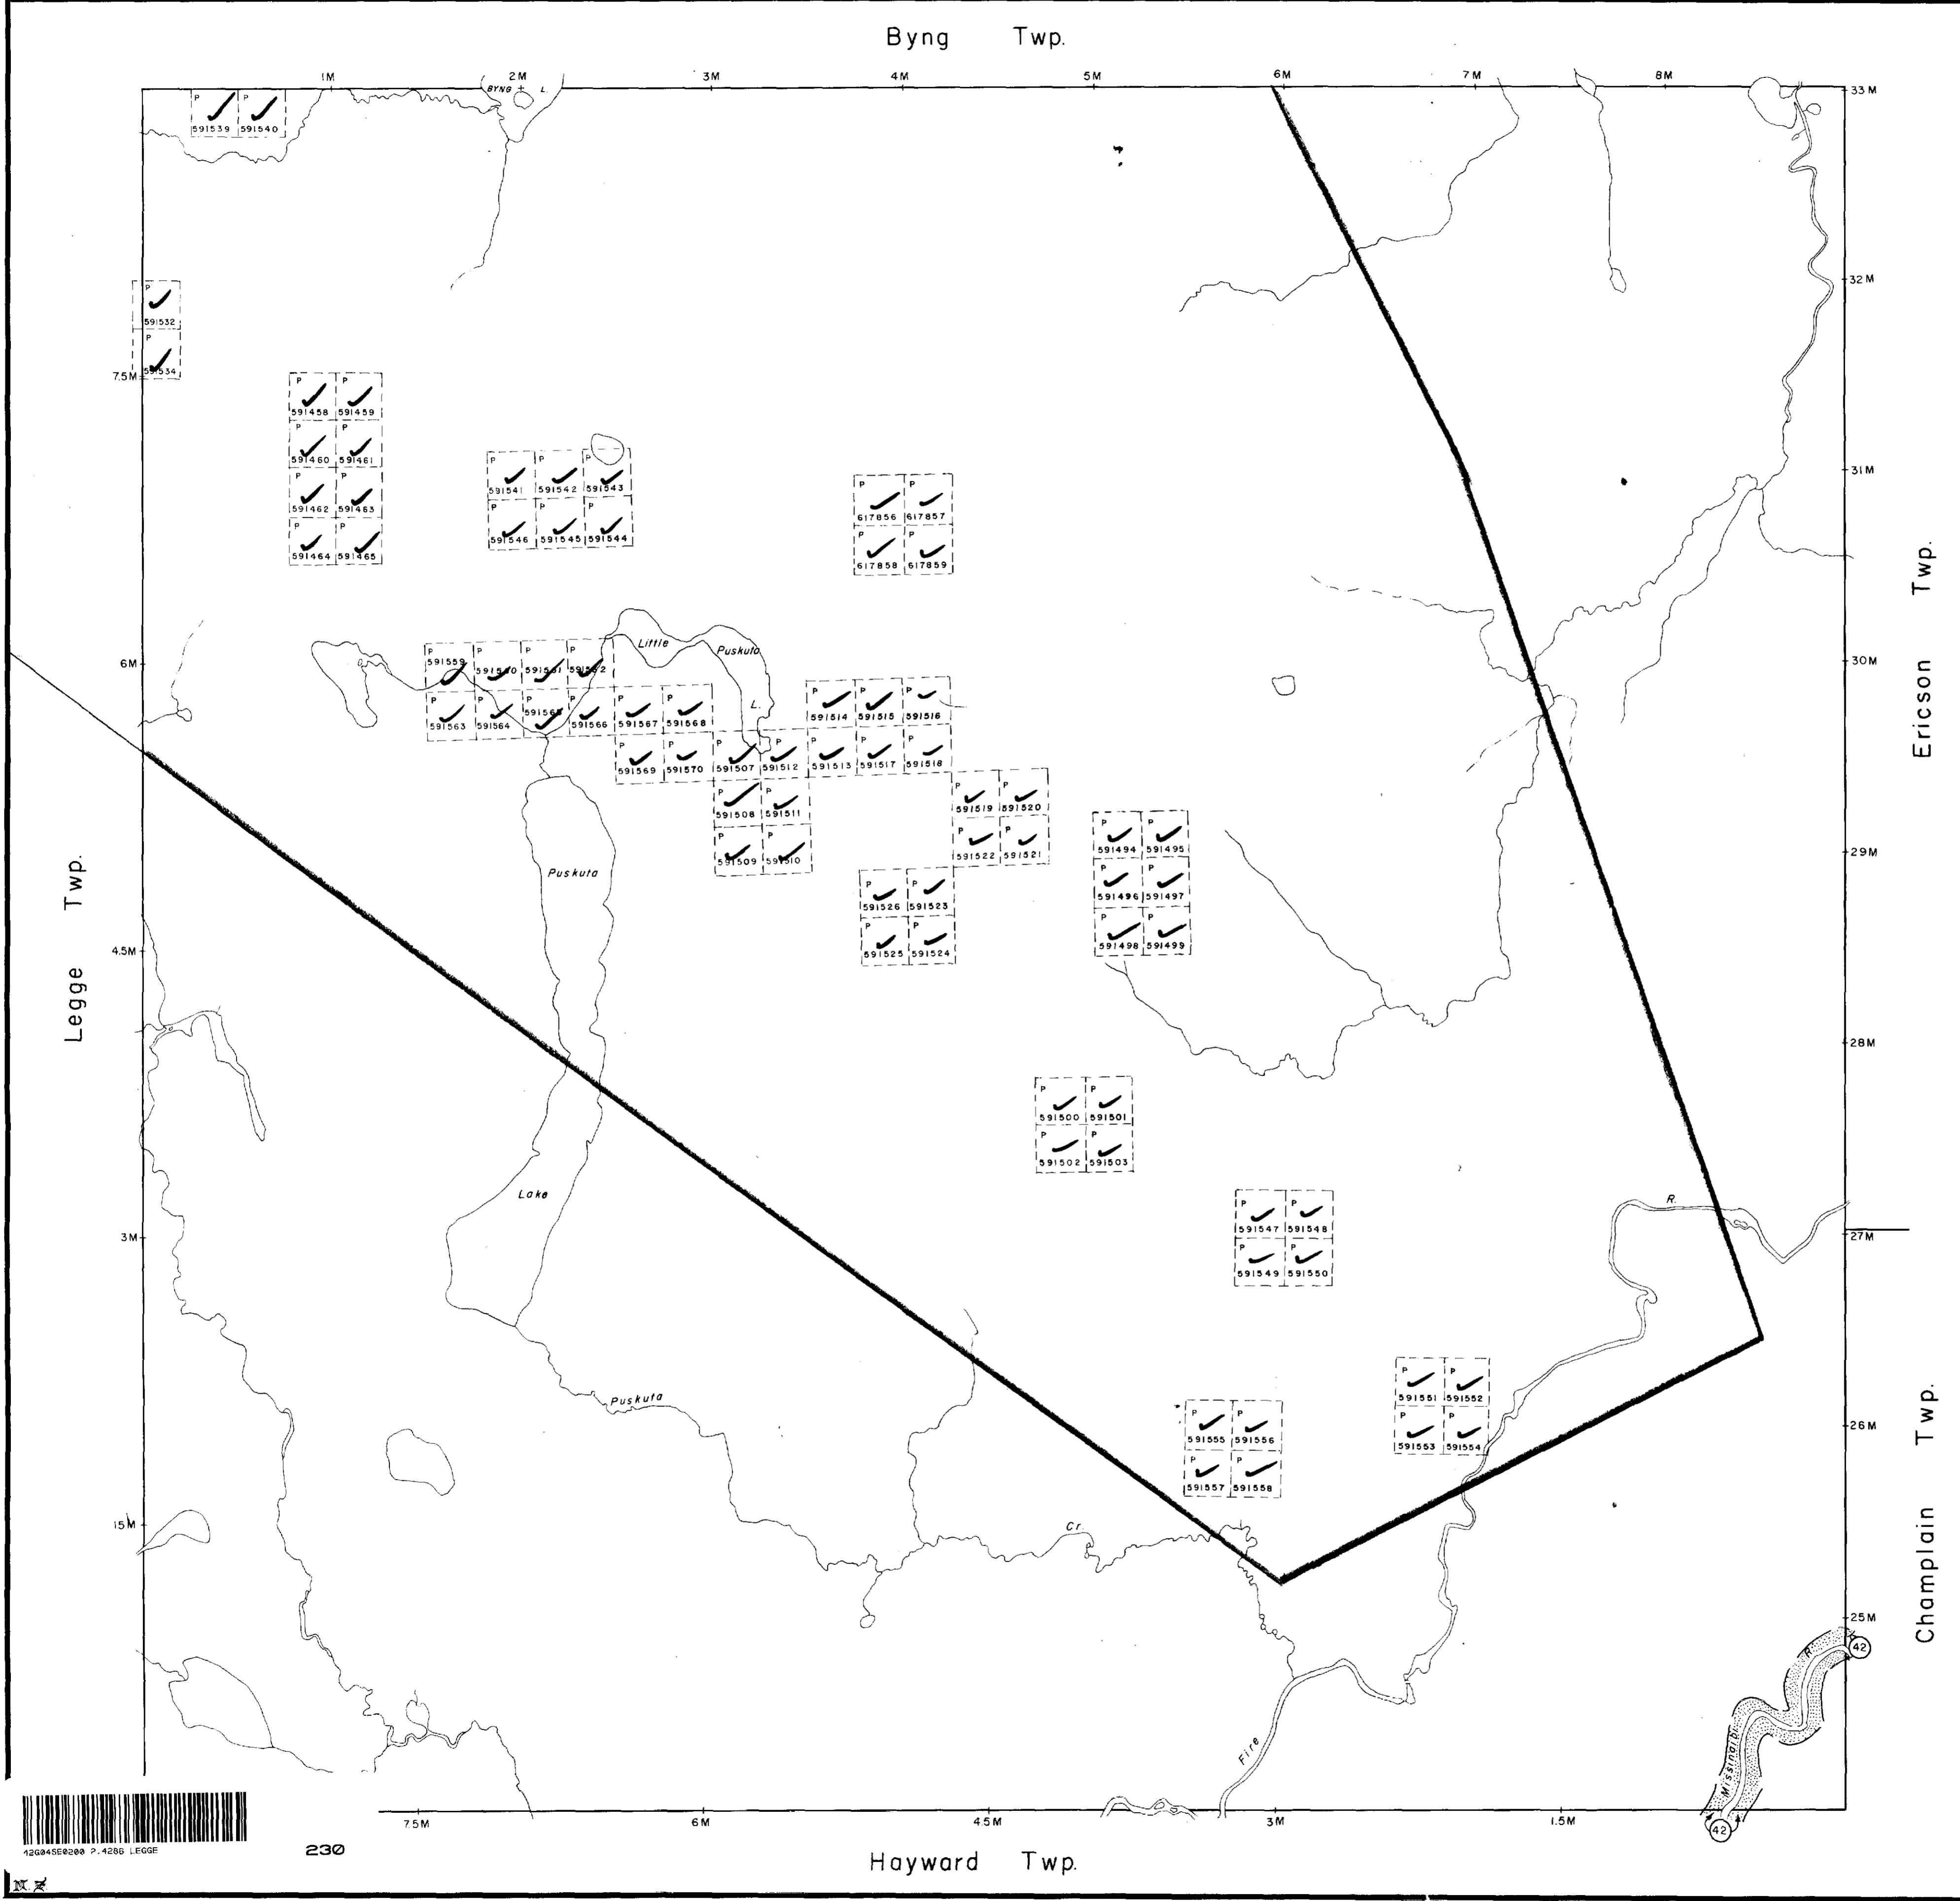 Byng Twp.
1M 2M 3M 4M 5M 6M 7M 8M
BYNG L.
33M
P P
591539 591540
32M
P
591532
P
591534
7.5M
P P
591458 591459
P P
591460 591461
P P
591462 591463
P P
591464 591465
P P P
591541 591542 591543
P P P
591546 591545 591544
31M
P P
617856 617857
P P
617858 617859
Ericson Twp.
6M
30M
Little Puskuta L.
P P P P
591559
P P P P P P
591563 591564 591566 591567 591568
P P P
591514 591515 591516
P P P P P P P
591569 591570 591507 591512 591513 591517 591518
P P
591508 591511
P P
591509 591510
P P
591519 591520
P P
591522 591521
P P
591494 591495
P P
591496 591497
P P
591498 591499
29M
P P
591526 591523
P P
591525 591524
Legge Twp.
4.5M
28M
Puskuta
Lake
P P
591500 591501
P P
591502 591503
P P
591547 591548
P P
591549 591550
R.
3M
27M
P P
591551 591552
P P
591553 591554
26M
P P
591555 591556
P P
591557 591558
Puskuta
Cr.
15M
25M
Champlain Twp.
Fire
Missinaibi
R.
42
42
7.5M 6M 4.5M 3M 1.5M
42G04SE0200 2.4286 LEGGE
230
Hayward Twp.